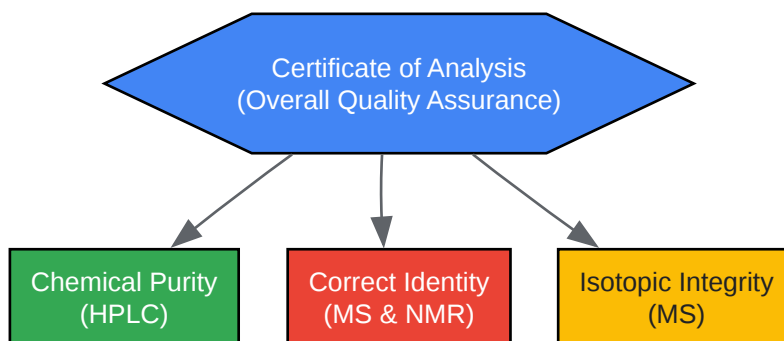 Certificate of Analysis
(Overall Quality Assurance)
Chemical Purity
(HPLC)
Correct Identity
(MS & NMR)
Isotopic Integrity
(MS)